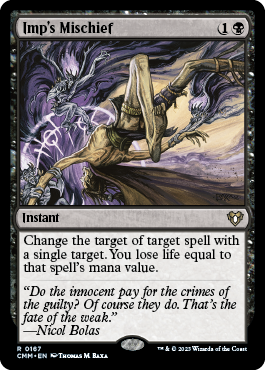 Imp's Mischief 1
Instant
Change the target of target spell with
a single target. You lose life equal to
that spell's mana value.
“Do the innocent pay for the crimes of
the guilty? Of course they do. That's the
fate of the weak.”
—Nicol Bolas
R 0167
CMM • EN THOMAS M. BAXA
™ & © 2023 Wizards of the Coast